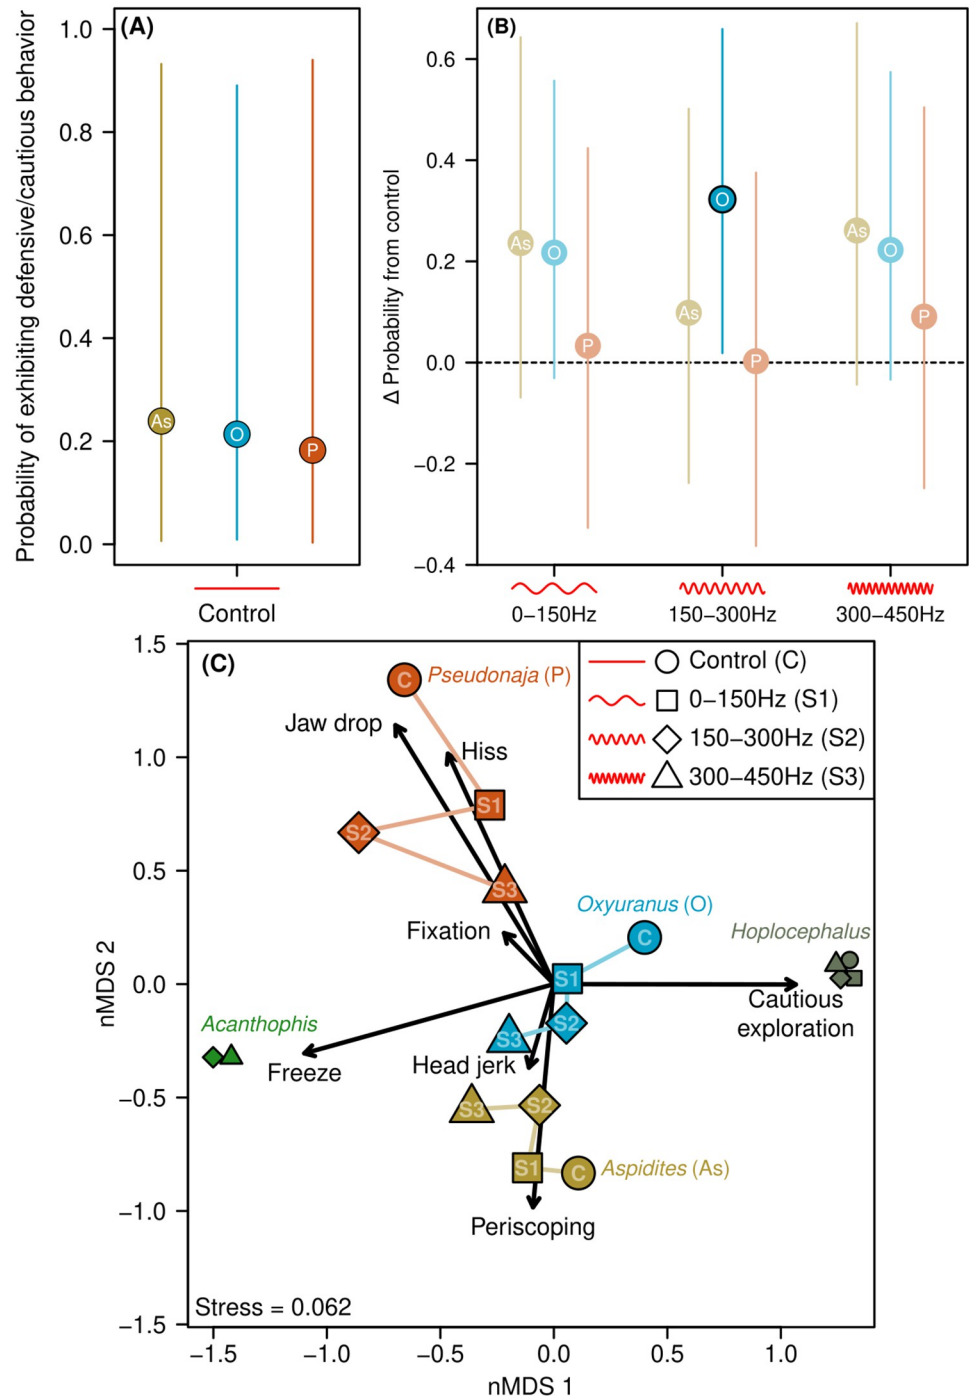 (A)
Probability of exhibiting defensive/cautious behavior
1.0
0.8
0.6
0.4
0.2
0.0
As
O
P
Control
(B)
Δ Probability from control
0.6
0.4
0.2
0.0
−0.2
−0.4
As
O
P
As
O
P
As
O
P
0−150Hz
150−300Hz
300−450Hz
(C)
Control (C)
0−150Hz (S1)
150−300Hz (S2)
300−450Hz (S3)
nMDS 2
1.5
1.0
0.5
0.0
−0.5
−1.0
−1.5
C
Pseudonaja (P)
Jaw drop
Hiss
S1
S2
S3
Oxyuranus (O)
Fixation
C
Hoplocephalus
S1
Cautious
exploration
Acanthophis
S2
S3
Freeze
Head jerk
S3
S2
S1
C
Aspidites (As)
Periscoping
Stress = 0.062
−1.5
−1.0
−0.5
0.0
0.5
1.0
nMDS 1